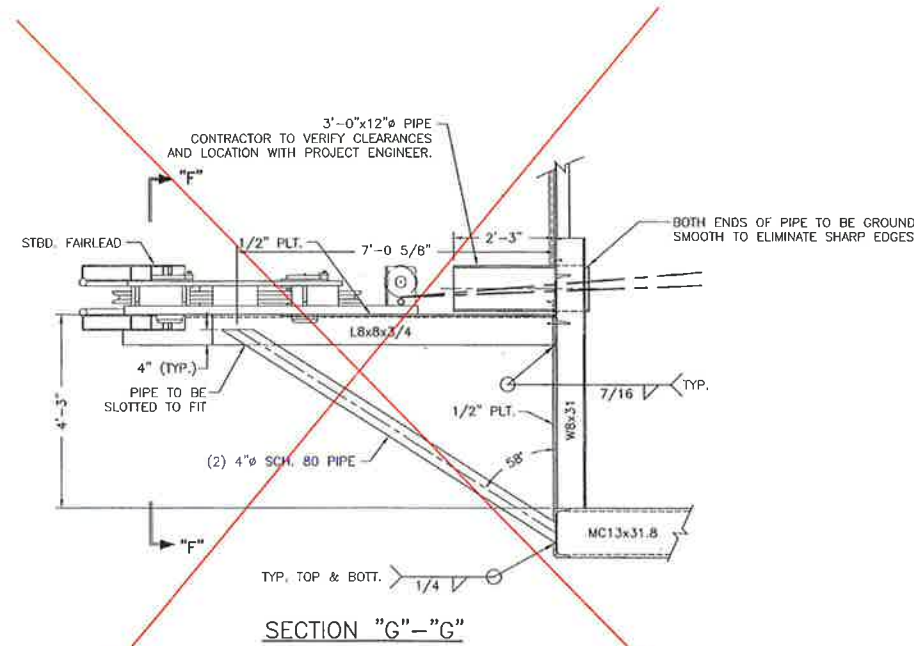 3'-0"x12"ø PIPE
CONTRACTOR TO VERIFY CLEARANCES
AND LOCATION WITH PROJECT ENGINEER.
"F"
STBD. FAIRLEAD
1/2" PLT.
7'-0 5/8"
2'-3"
BOTH ENDS OF PIPE TO BE GROUND
SMOOTH TO ELIMINATE SHARP EDGES
L8x8x3/4
4" (TYP.)
PIPE TO BE
SLOTTED TO FIT
4'-3"
7/16
TYP.
1/2" PLT.
W8x31
(2) 4"ø SCH. 80 PIPE
58°
"F"
MC13x31.8
TYP. TOP & BOTT.
1/4
SECTION "G"-"G"